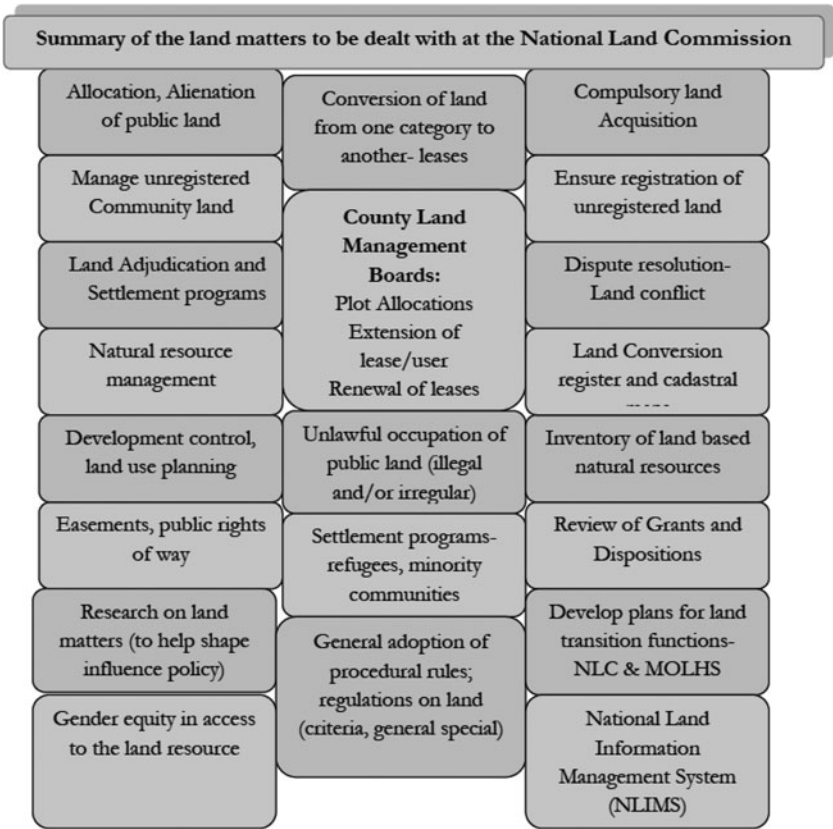 Summary of the land matters to be dealt with at the National Land Commission
Allocation, Alienation
of public land
Manage unregistered
Community land
Land Adjudication and
Settlement programs
Natural resource
management
Development control,
land use planning
Easements, public rights
of way
Research on land
matters (to help shape
influence policy)
Gender equity in access
to the land resource
Conversion of land
from one category to
another- leases
County Land
Management
Boards:
Plot Allocations
Extension of
lease/user
Renewal of leases
Unlawful occupation of
public land (illegal
and/or irregular)
Settlement programs-
refugees, minority
communities
General adoption of
procedural rules;
regulations on land
(criteria, general special)
Compulsory land
Acquisition
Ensure registration of
unregistered land
Dispute resolution-
Land conflict
Land Conversion
register and cadastral
Inventory of land based
natural resources
Review of Grants and
Dispositions
Develop plans for land
transition functions-
NLC & MOLHS
National Land
Information
Management System
(NLIMS)